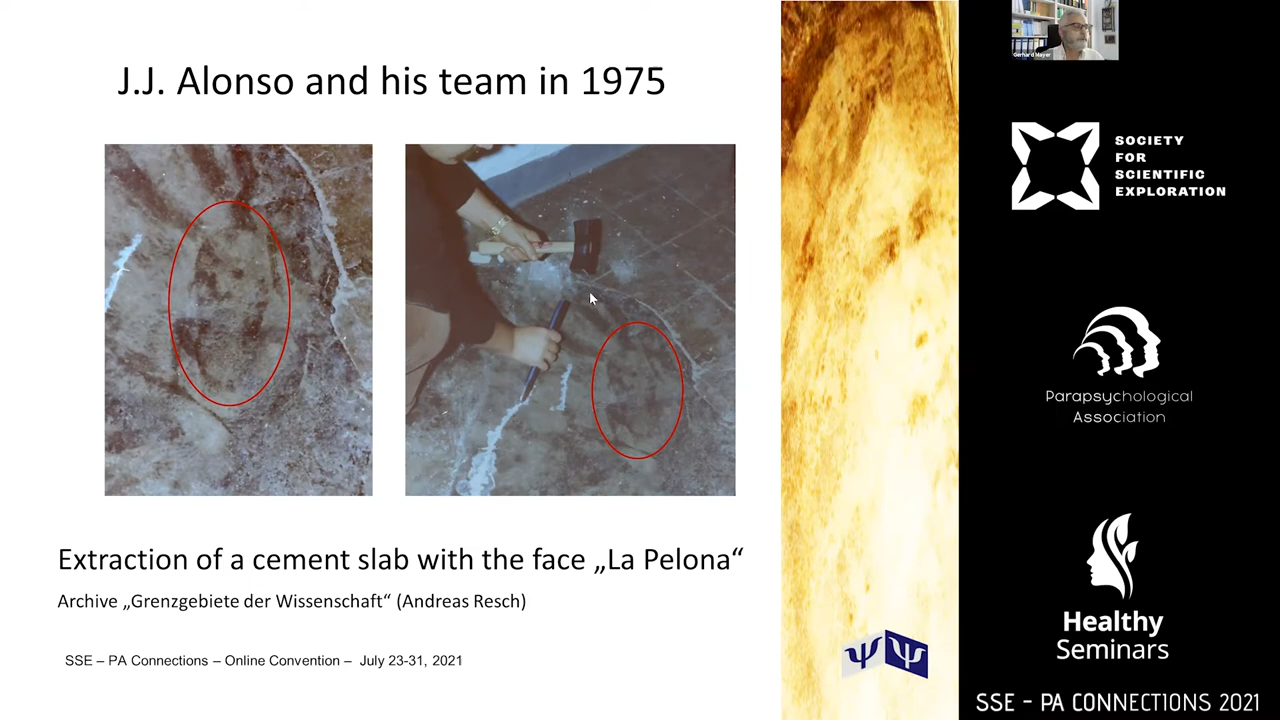 J.J. Alonso and his team in 1975
Extraction of a cement slab with the face „La Pelona“
Archive „Grenzgebiete der Wissenschaft“ (Andreas Resch)
SSE – PA Connections – Online Convention – July 23-31, 2021
Ψ Ψ
Gerhard Mayer
SOCIETY
FOR
SCIENTIFIC
EXPLORATION
Parapsychological
Association
Healthy
Seminars
SSE - PA CONNECTIONS 2021